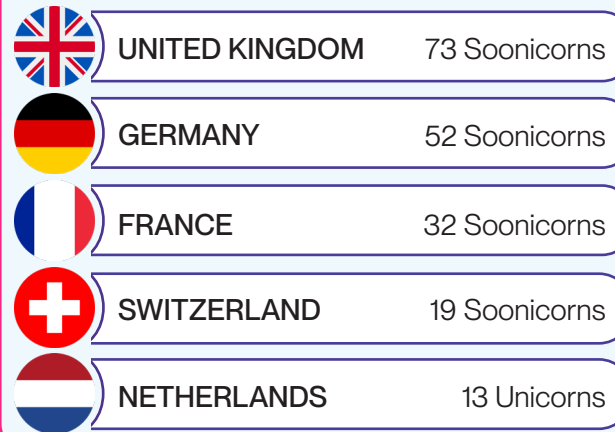 UNITED KINGDOM 73 Soonicorns
GERMANY 52 Soonicorns
FRANCE 32 Soonicorns
SWITZERLAND 19 Soonicorns
NETHERLANDS 13 Unicorns